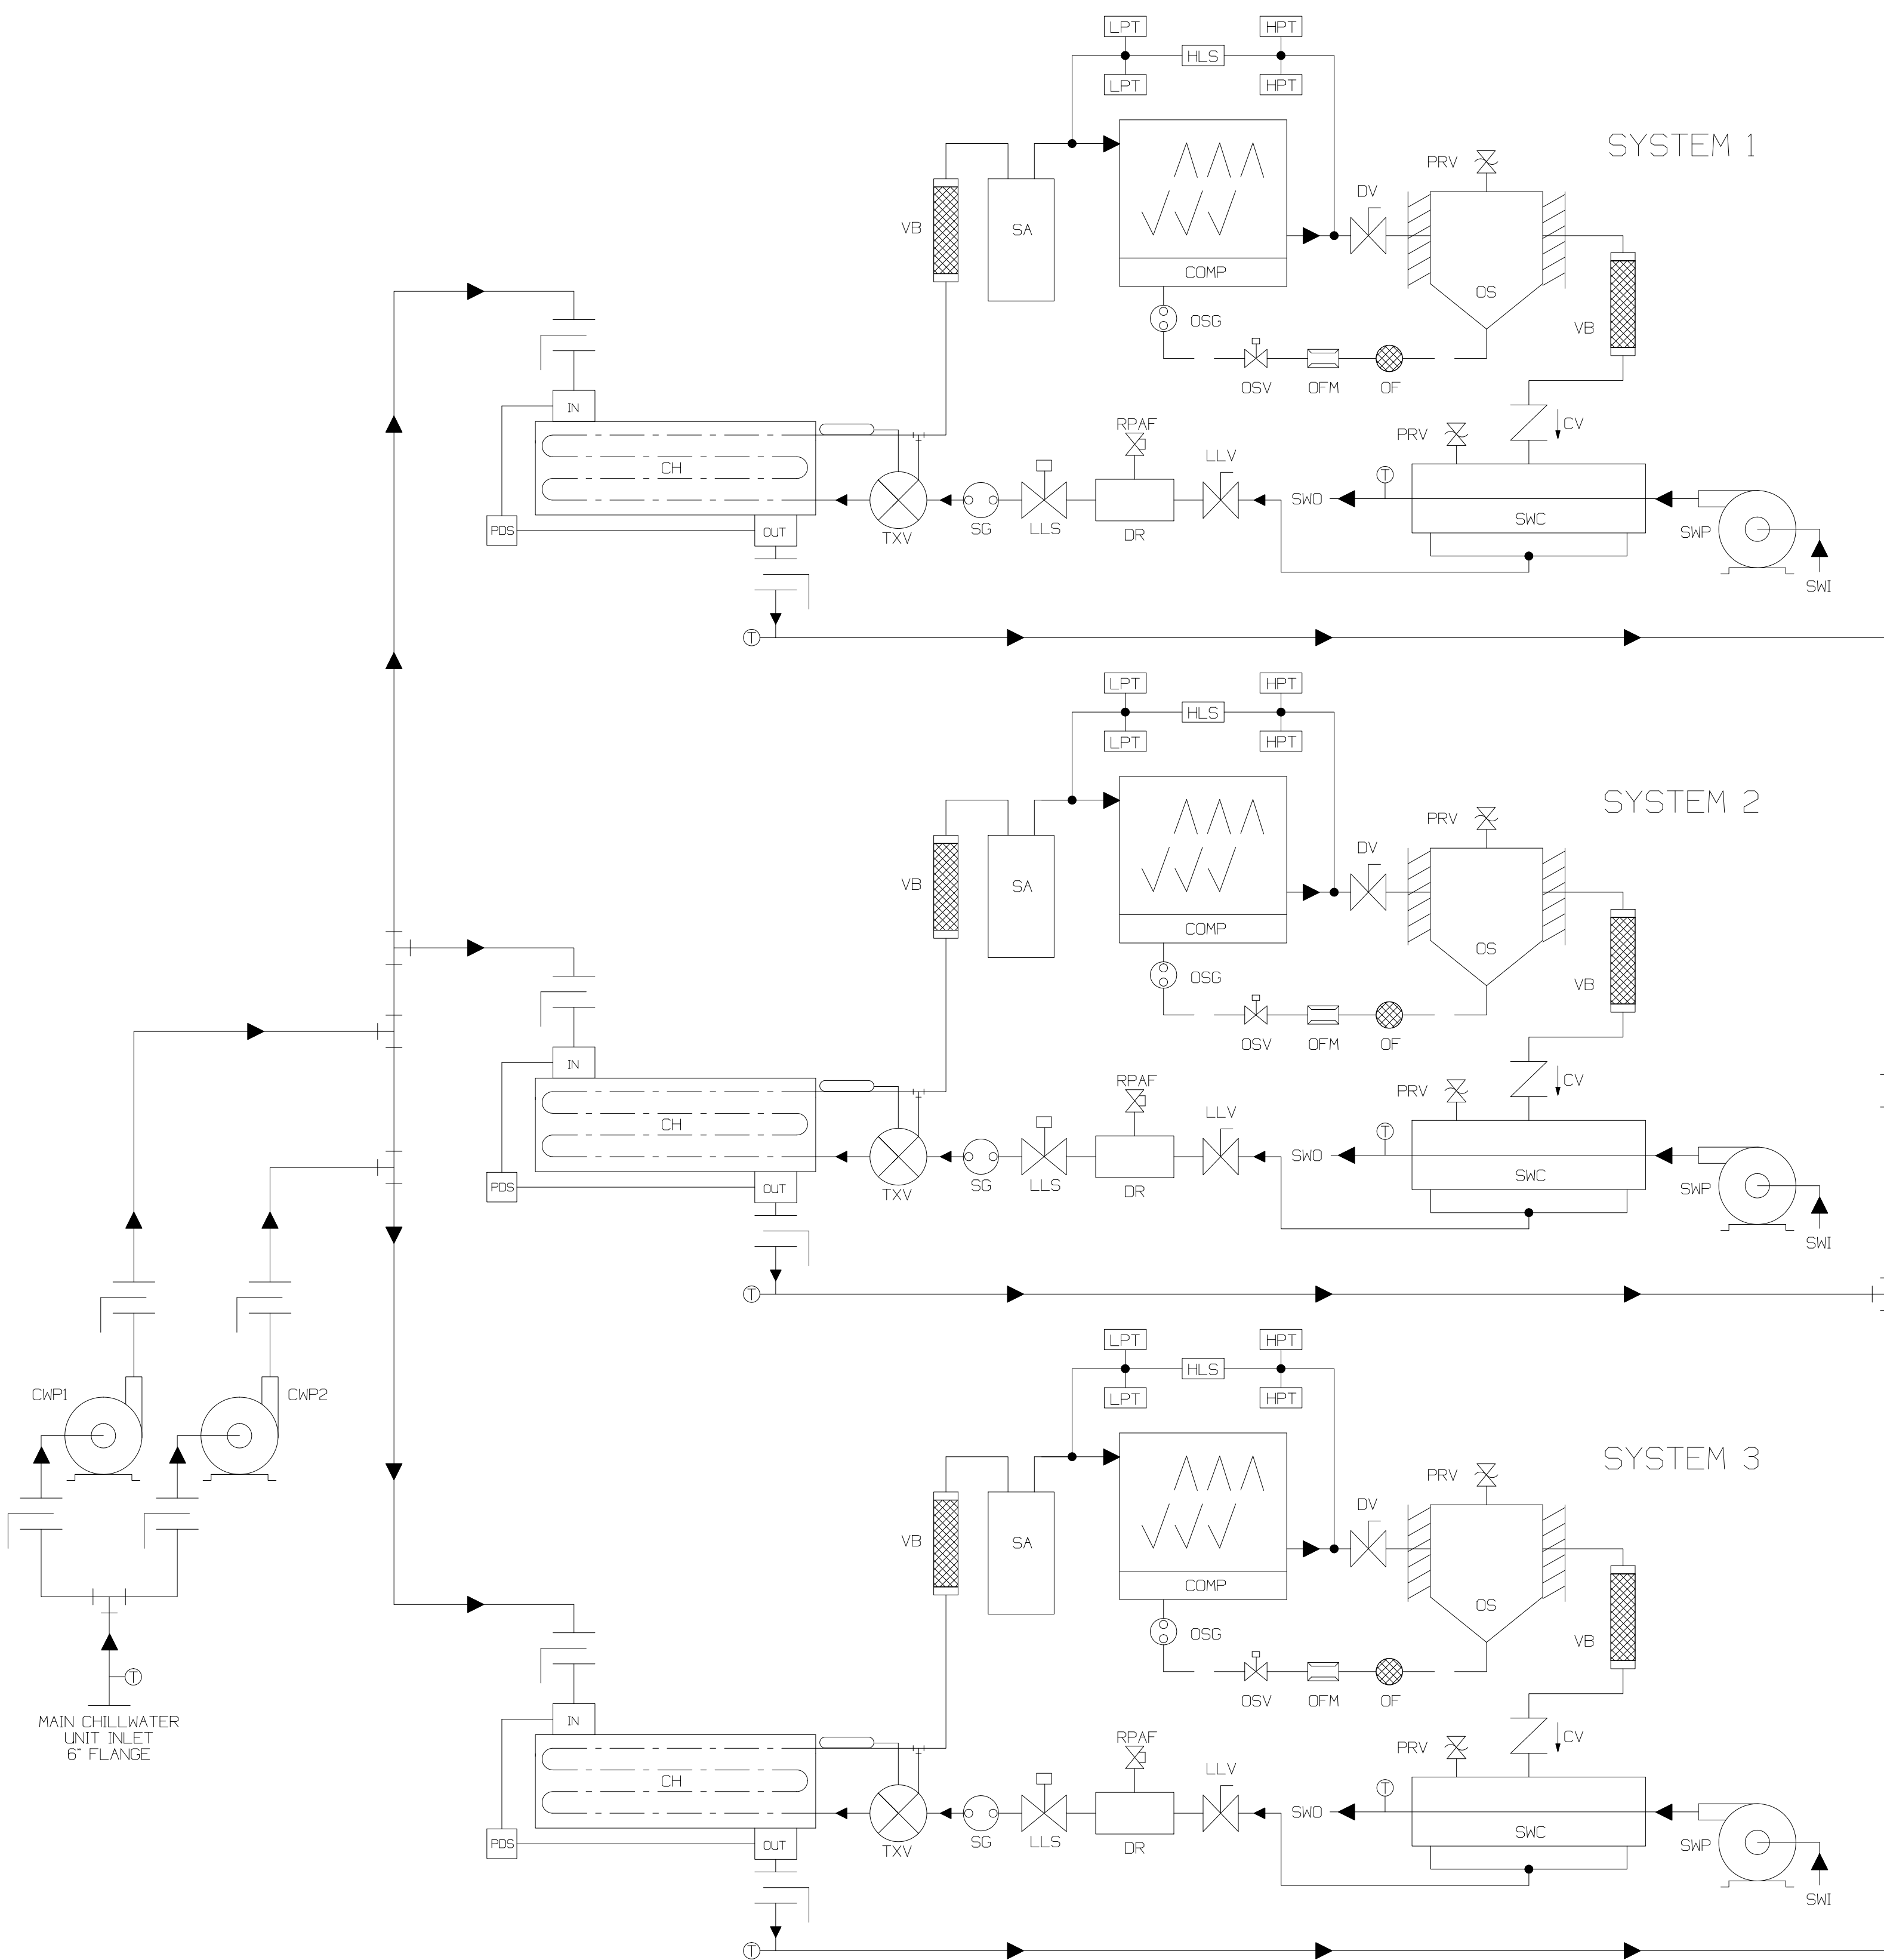 LPT
HPT
HLS
LPT
HPT
SYSTEM 1
PRV
DV
VB
SA
COMP
OS
OSG
VB
OSV
OFM
OF
IN
RPAF
PRV
CV
LLV
CH
T
SWO
SWC
SWP
PDS
OUT
TXV
SG
LLS
DR
SWI
T
LPT
HPT
HLS
LPT
HPT
SYSTEM 2
PRV
DV
VB
SA
COMP
OS
OSG
VB
OSV
OFM
OF
IN
RPAF
PRV
CV
LLV
CH
T
SWO
SWC
SWP
PDS
OUT
TXV
SG
LLS
DR
SWI
T
LPT
HPT
HLS
LPT
HPT
CWP1
CWP2
SYSTEM 3
PRV
DV
VB
SA
COMP
OS
OSG
VB
OSV
OFM
OF
T
MAIN CHILLWATER
UNIT INLET
6" FLANGE
IN
RPAF
PRV
CV
LLV
CH
T
SWO
SWC
SWP
PDS
OUT
TXV
SG
LLS
DR
SWI
T